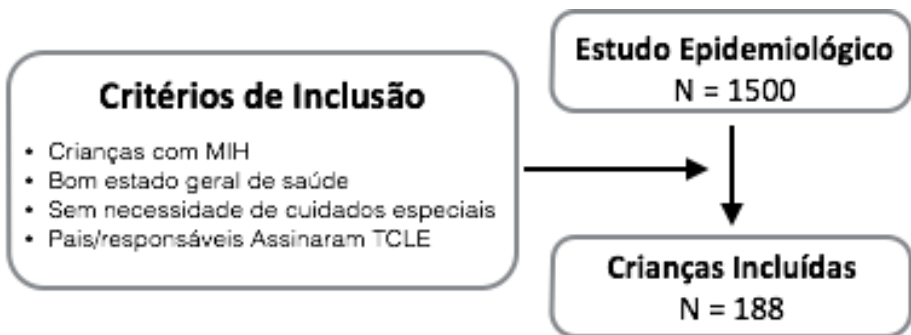 Critérios de Inclusão
• Crianças com MIH
• Bom estado geral de saúde
• Sem necessidade de cuidados especiais
• Pais/responsáveis Assinaram TCLE
Estudo Epidemiológico
N = 1500
Crianças Incluídas
N = 188